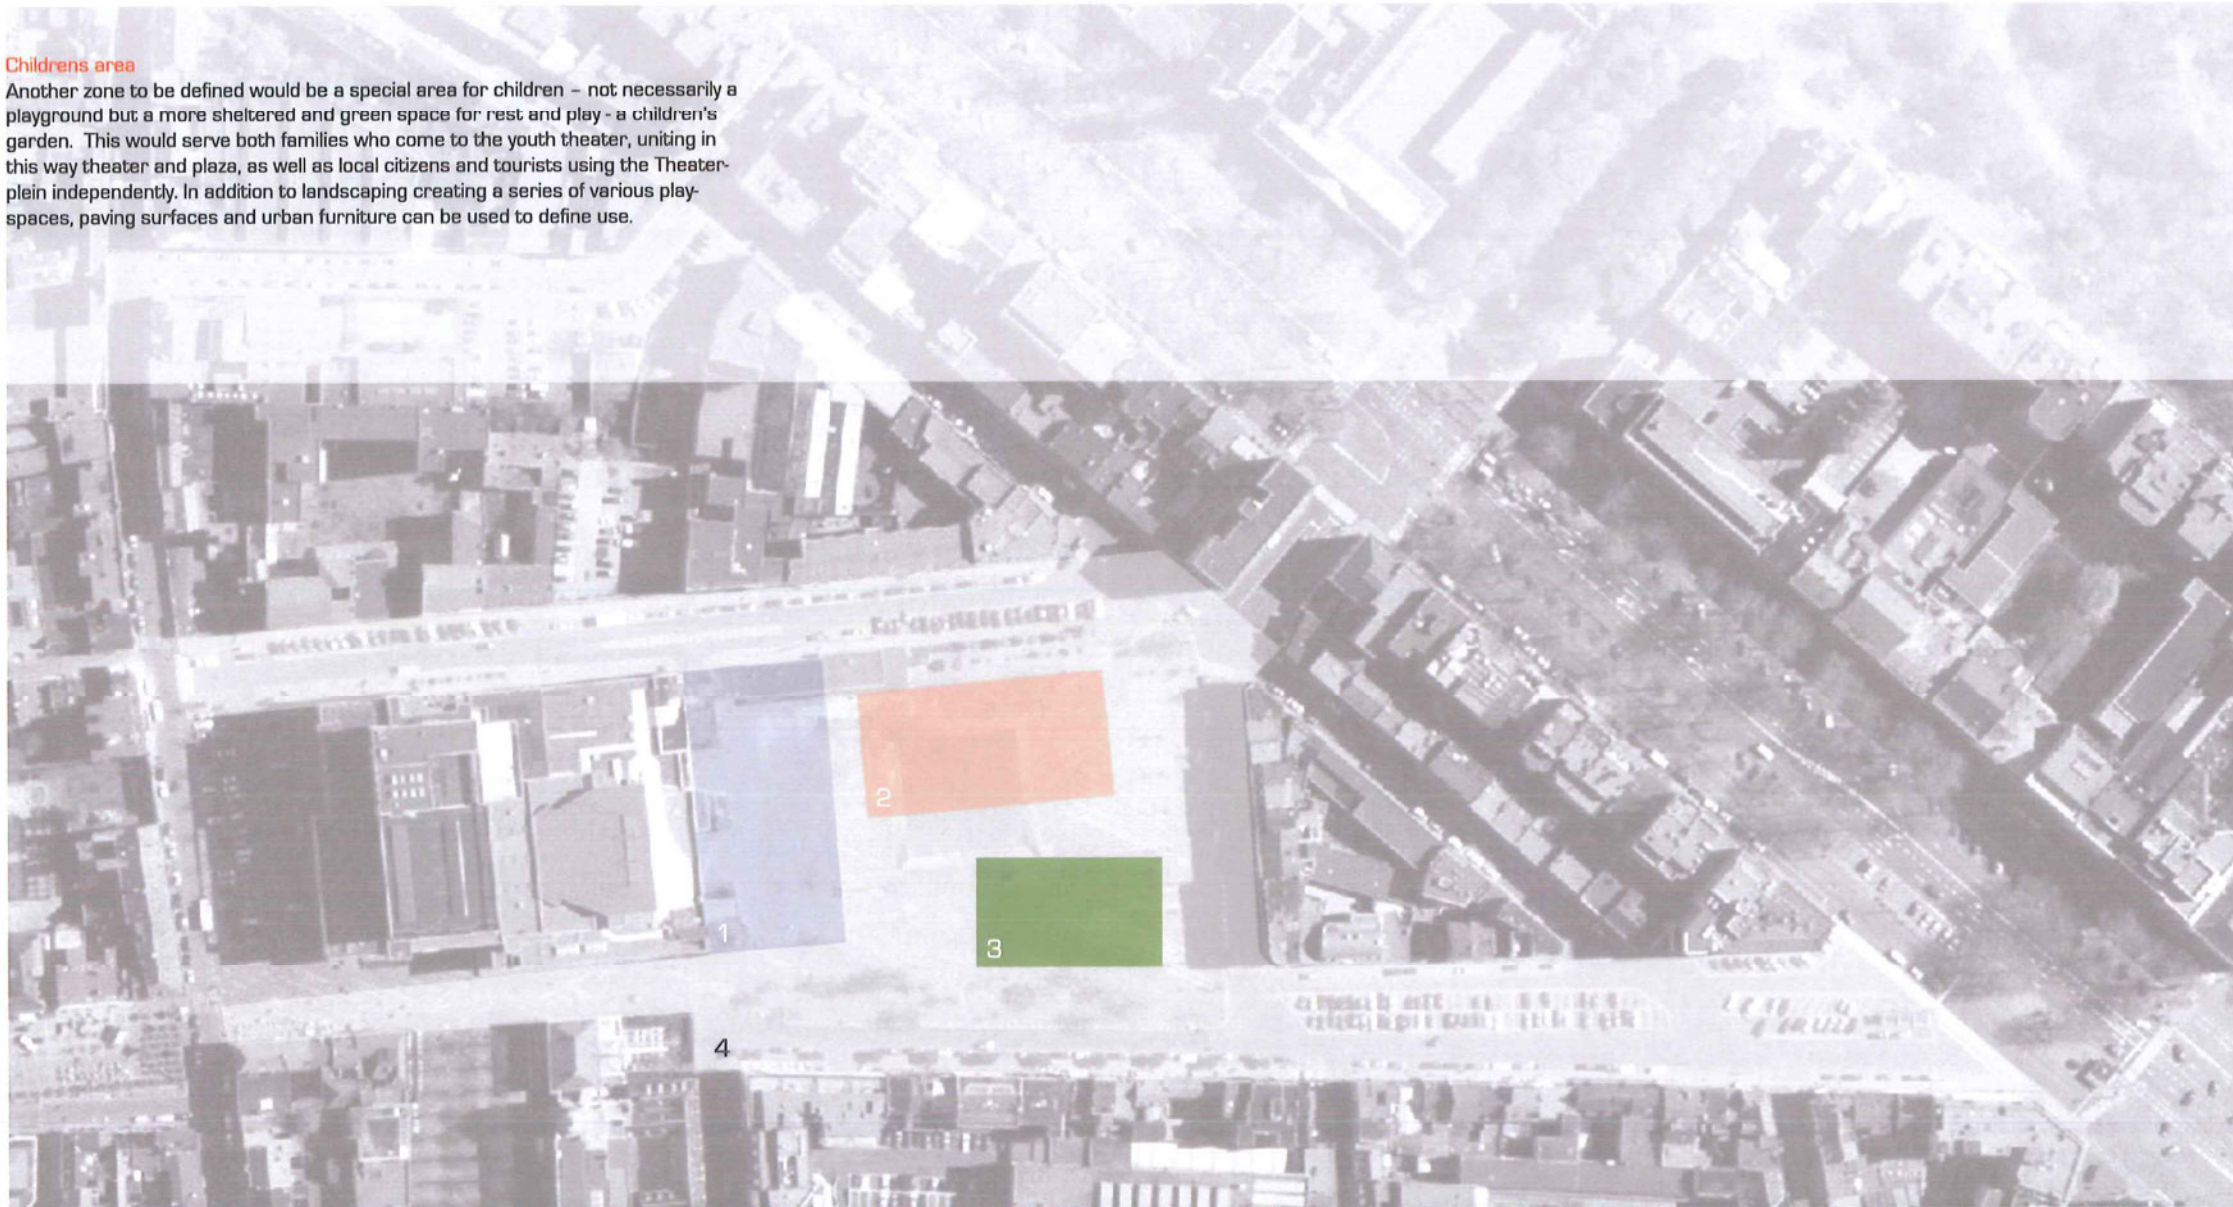 Childrens area
Another zone to be defined would be a special area for children – not necessarily a
playground but a more sheltered and green space for rest and play - a children's
garden. This would serve both families who come to the youth theater, uniting in
this way theater and plaza, as well as local citizens and tourists using the Theater-
plein independently. In addition to landscaping creating a series of various play-
spaces, paving surfaces and urban furniture can be used to define use.
2
1
3
4